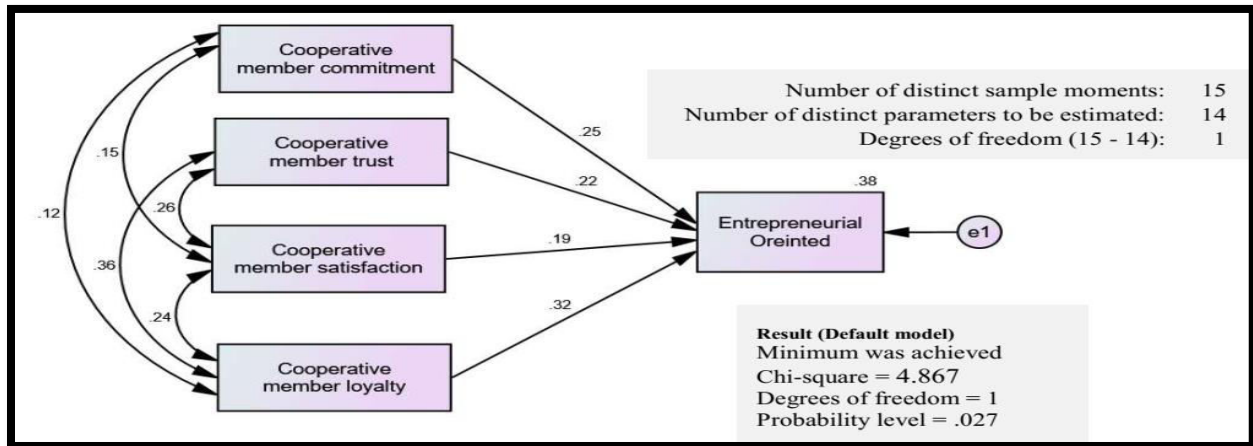 Cooperative
member commitment
Number of distinct sample moments: 15
Number of distinct parameters to be estimated: 14
Degrees of freedom (15 - 14): 1
.25
.15
Cooperative
member trust
.22
.38
.12
.26
Entrepreneurial
Oreinted
e1
.19
Cooperative
member satisfaction
.36
.32
.24
Cooperative
member loyalty
Result (Default model)
Minimum was achieved
Chi-square = 4.867
Degrees of freedom = 1
Probability level = .027